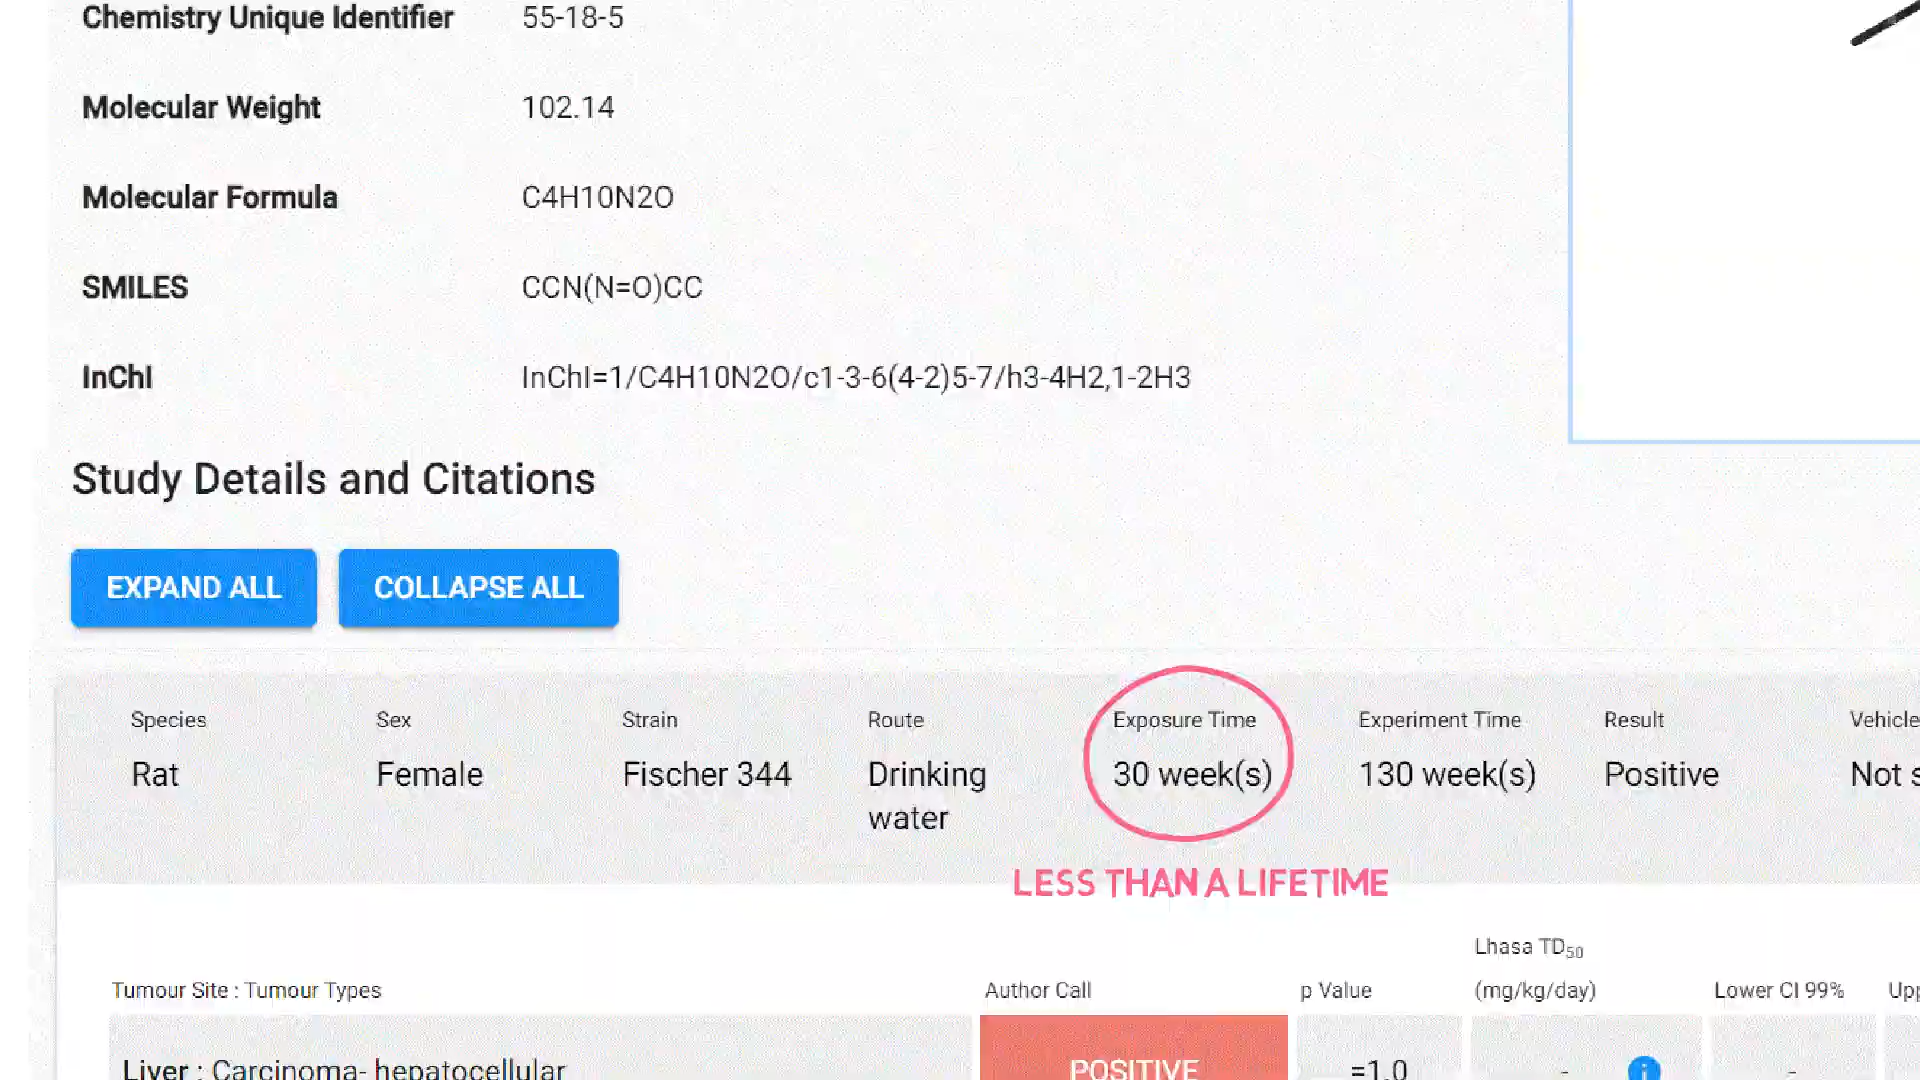 Chemistry Unique Identifier 55-18-5
Molecular Weight 102.14
Molecular Formula C4H10N2O
SMILES CCN(N=O)CC
InChI InChI=1/C4H10N2O/c1-3-6(4-2)5-7/h3-4H2,1-2H3
Study Details and Citations
EXPAND ALL COLLAPSE ALL
Species Sex Strain Route Exposure Time Experiment Time Result Vehicle
Rat Female Fischer 344 Drinking 30 week(s) 130 week(s) Positive Not
water
LESS THAN A LIFETIME
Lhasa TD50
Tumour Site : Tumour Types Author Call p Value (mg/kg/day) Lower CI 99%
Liver : Carcinoma- hepatocellular POSITIVE =1.0 - i -